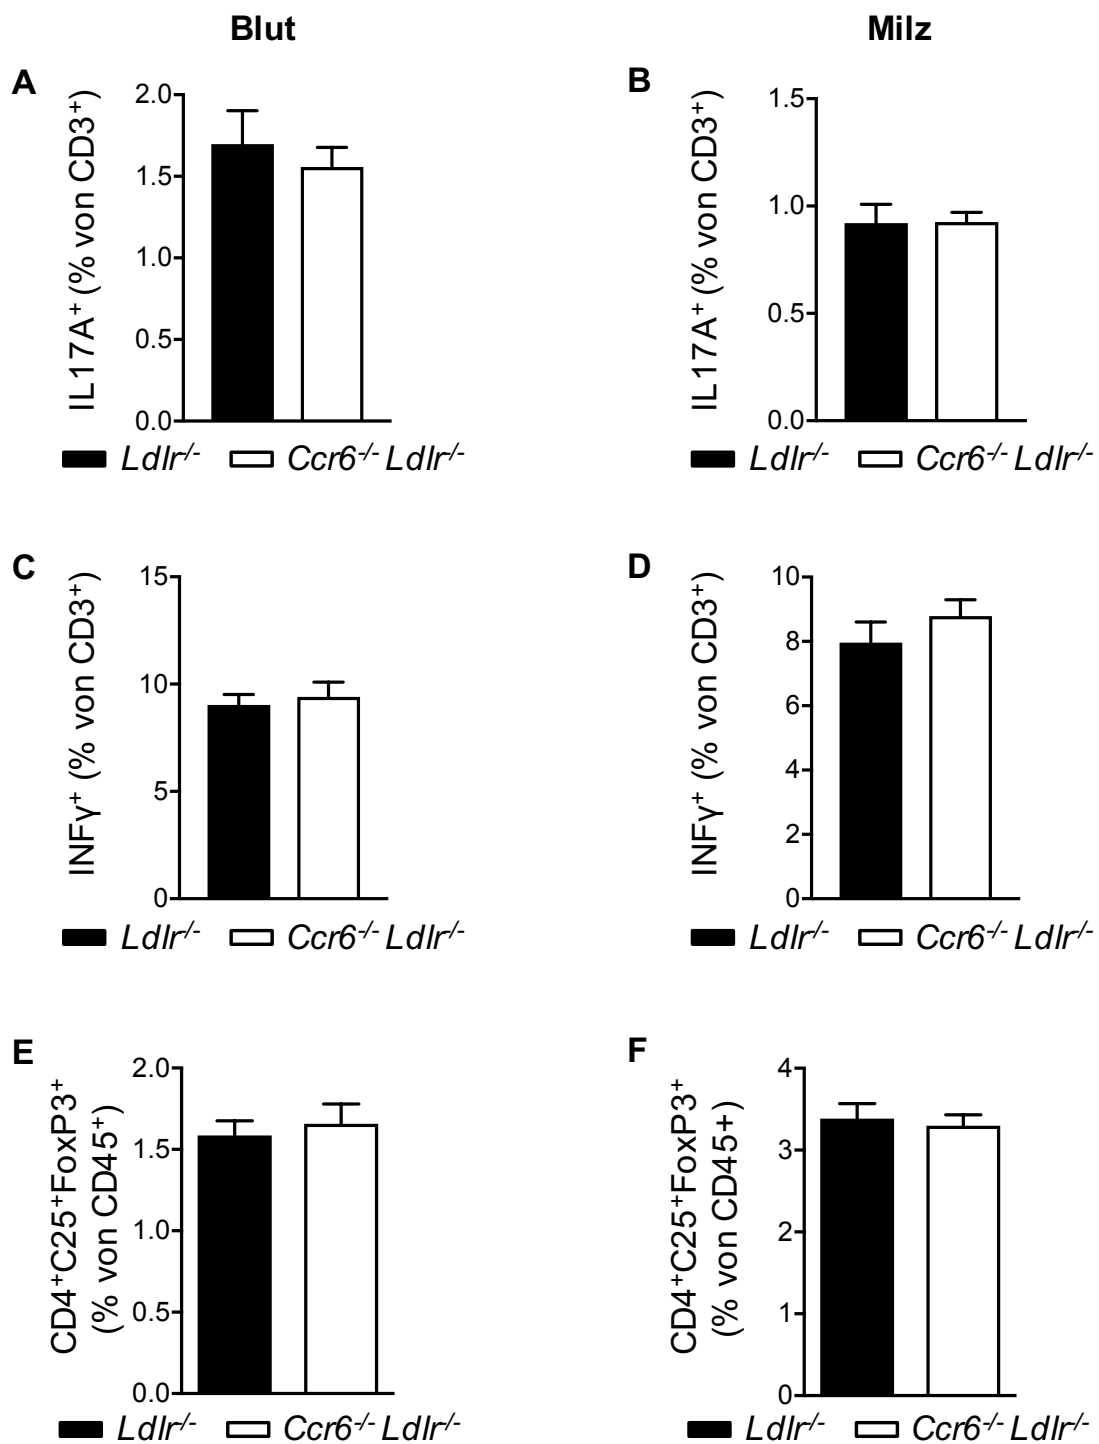 Blut
Milz
A
IL17A⁺ (% von CD3⁺)
2.0
1.5
1.0
0.5
0.0
Ldlr⁻/⁻ Ccr6⁻/⁻ Ldlr⁻/⁻
B
IL17A⁺ (% von CD3⁺)
1.5
1.0
0.5
0.0
Ldlr⁻/⁻ Ccr6⁻/⁻ Ldlr⁻/⁻
C
INFγ⁺ (% von CD3⁺)
15
10
5
0
Ldlr⁻/⁻ Ccr6⁻/⁻ Ldlr⁻/⁻
D
INFγ⁺ (% von CD3⁺)
10
8
6
4
2
0
Ldlr⁻/⁻ Ccr6⁻/⁻ Ldlr⁻/⁻
E
CD4⁺C25⁺FoxP3⁺
(% von CD45⁺)
2.0
1.5
1.0
0.5
0.0
Ldlr⁻/⁻ Ccr6⁻/⁻ Ldlr⁻/⁻
F
CD4⁺C25⁺FoxP3⁺
(% von CD45+)
4
3
2
1
0
Ldlr⁻/⁻ Ccr6⁻/⁻ Ldlr⁻/⁻